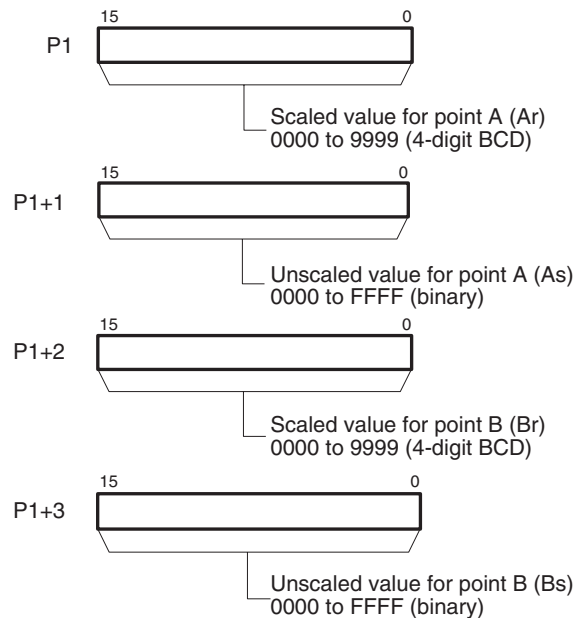 15 0
P1
Scaled value for point A (Ar)
0000 to 9999 (4-digit BCD)
15 0
P1+1
Unscaled value for point A (As)
0000 to FFFF (binary)
15 0
P1+2
Scaled value for point B (Br)
0000 to 9999 (4-digit BCD)
15 0
P1+3
Unscaled value for point B (Bs)
0000 to FFFF (binary)